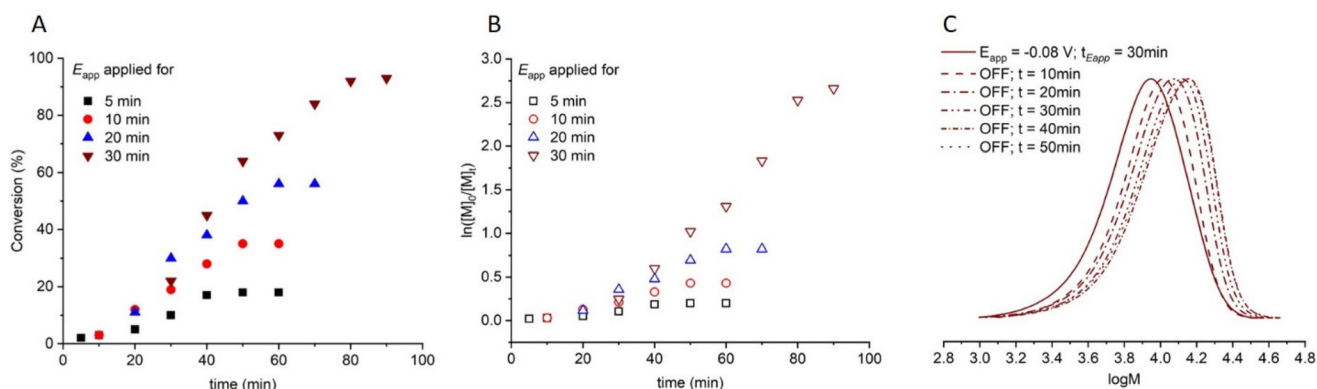 A
E_app applied for
5 min
10 min
20 min
30 min
Conversion (%)
100
80
60
40
20
0
0 20 40 60 80 100
time (min)
B
E_app applied for
5 min
10 min
20 min
30 min
ln([M]₀/[M]ₜ)
3.0
2.5
2.0
1.5
1.0
0.5
0.0
0 20 40 60 80 100
time (min)
C
E_app = -0.08 V; t_Eapp = 30min
OFF; t = 10min
OFF; t = 20min
OFF; t = 30min
OFF; t = 40min
OFF; t = 50min
2.8 3.0 3.2 3.4 3.6 3.8 4.0 4.2 4.4 4.6 4.8
logM